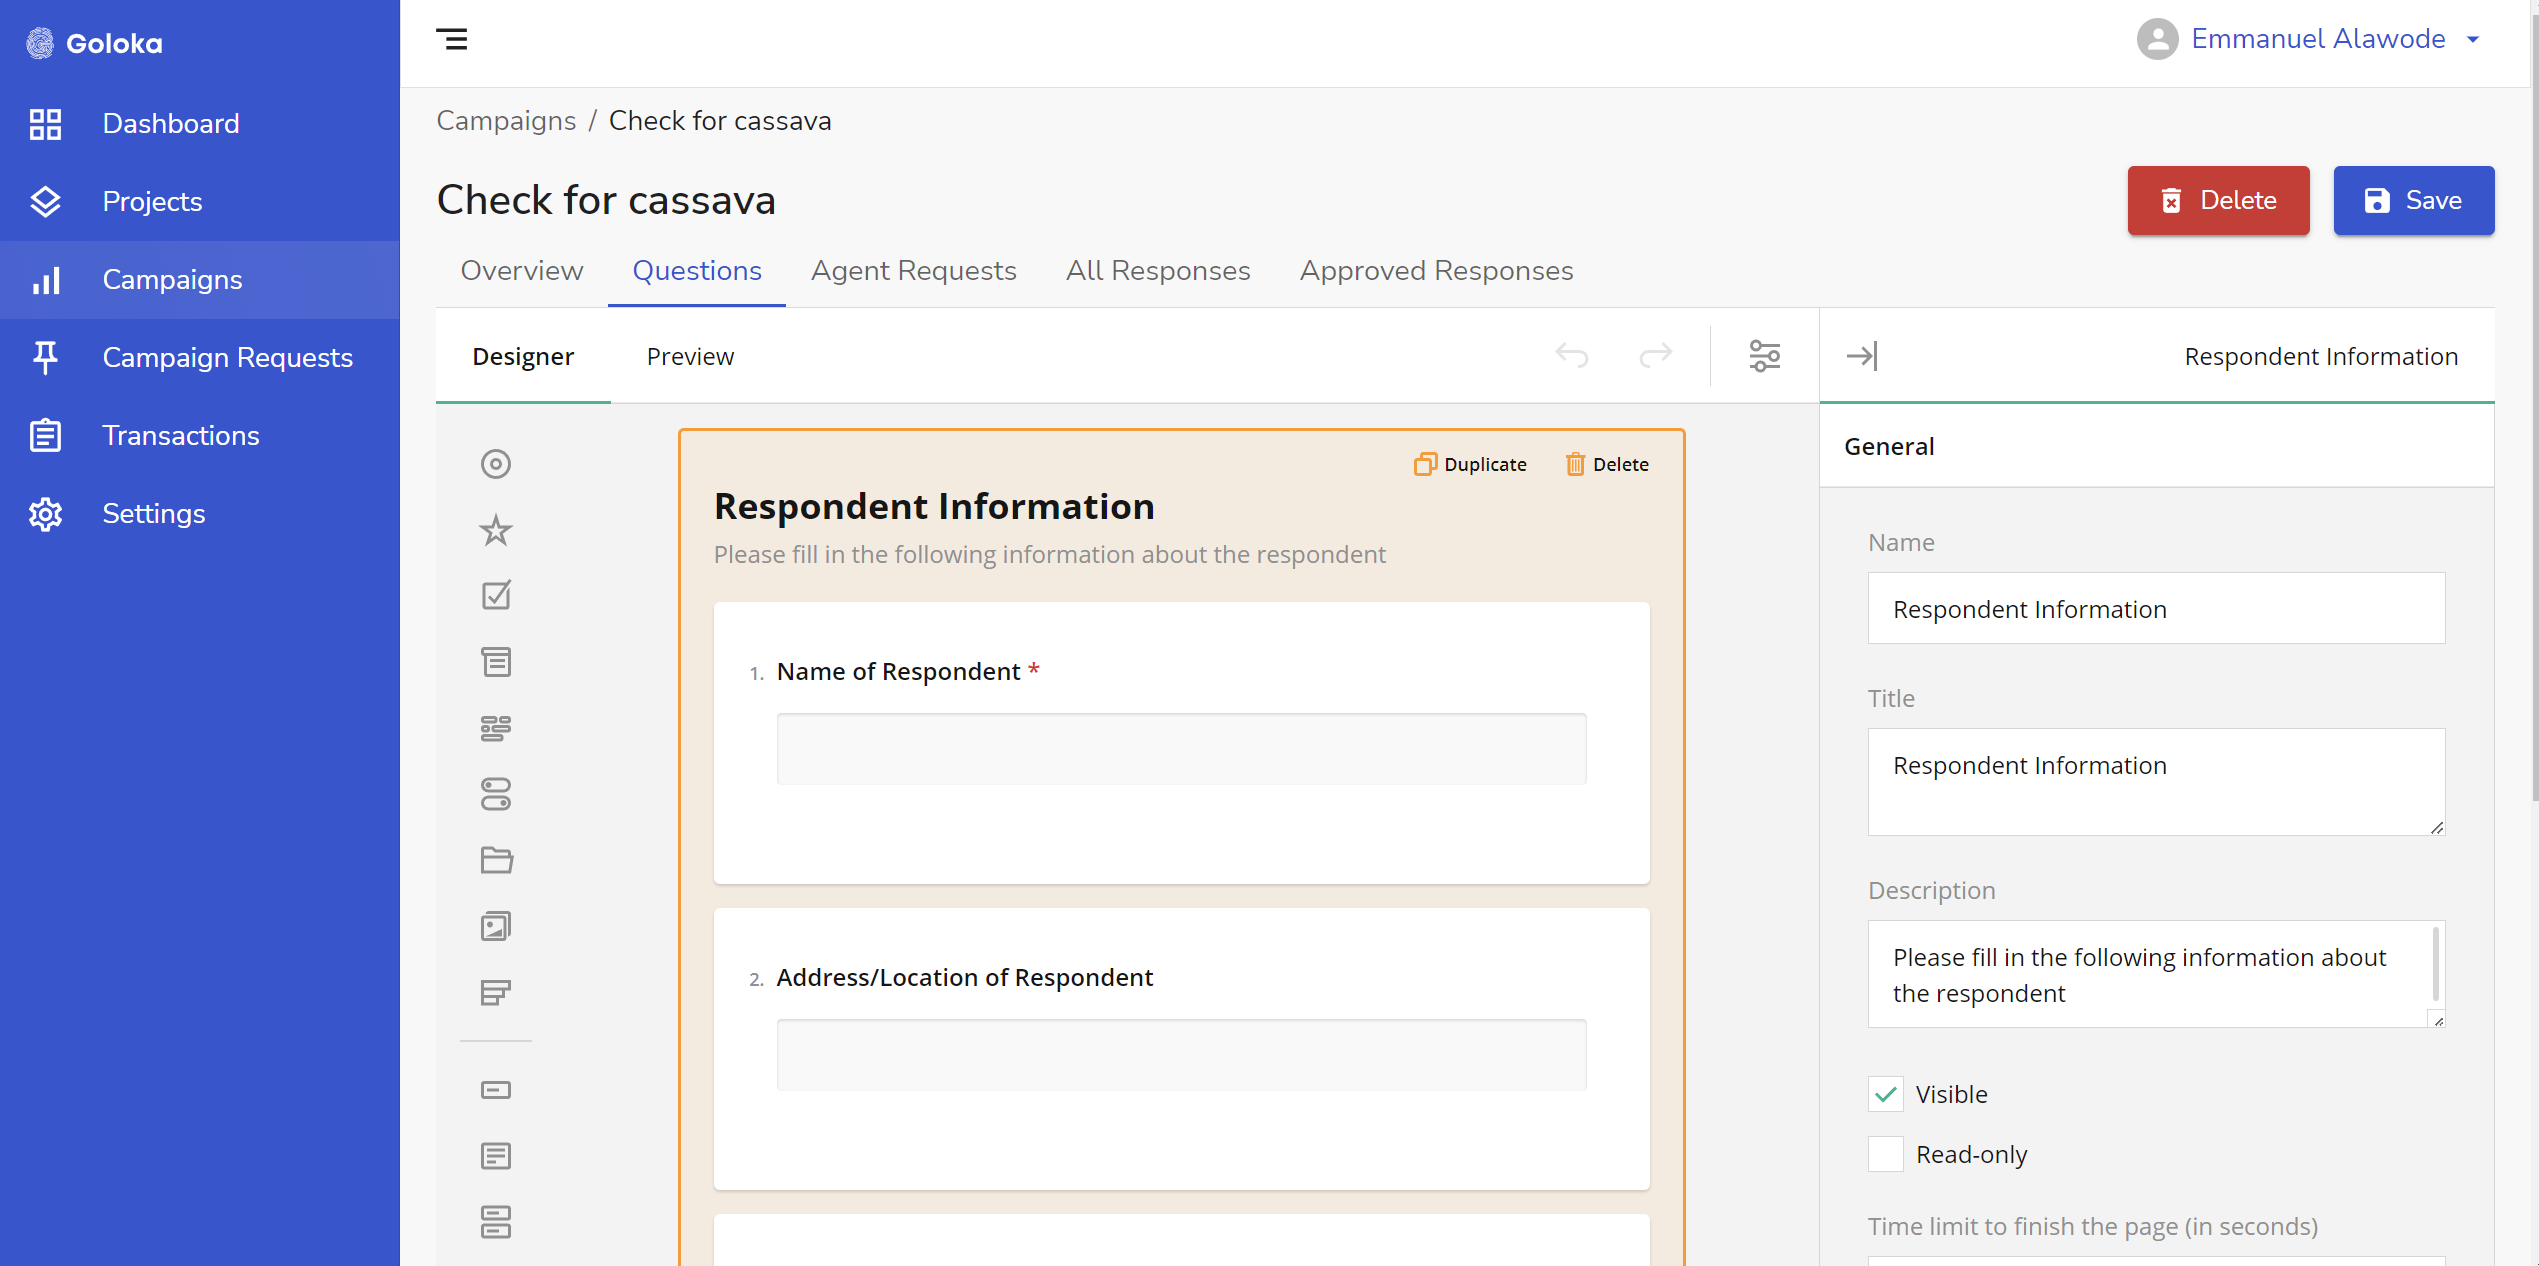 Goloka
Dashboard
Projects
Campaigns
Campaign Requests
Transactions
Settings
Emmanuel Alawode
Campaigns / Check for cassava
Check for cassava
Delete
Save
Overview
Questions
Agent Requests
All Responses
Approved Responses
Designer
Preview
Respondent Information
Duplicate
Delete
Respondent Information
Please fill in the following information about the respondent
1. Name of Respondent *
2. Address/Location of Respondent
General
Name
Respondent Information
Title
Respondent Information
Description
Please fill in the following information about
the respondent
Visible
Read-only
Time limit to finish the page (in seconds)